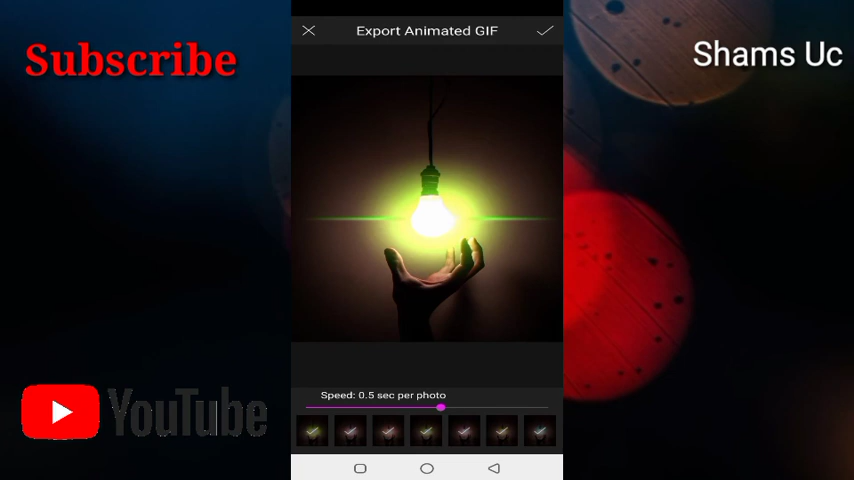 Subscribe
Export Animated GIF
Shams Uc
Speed: 0.5 sec per photo
YouTube